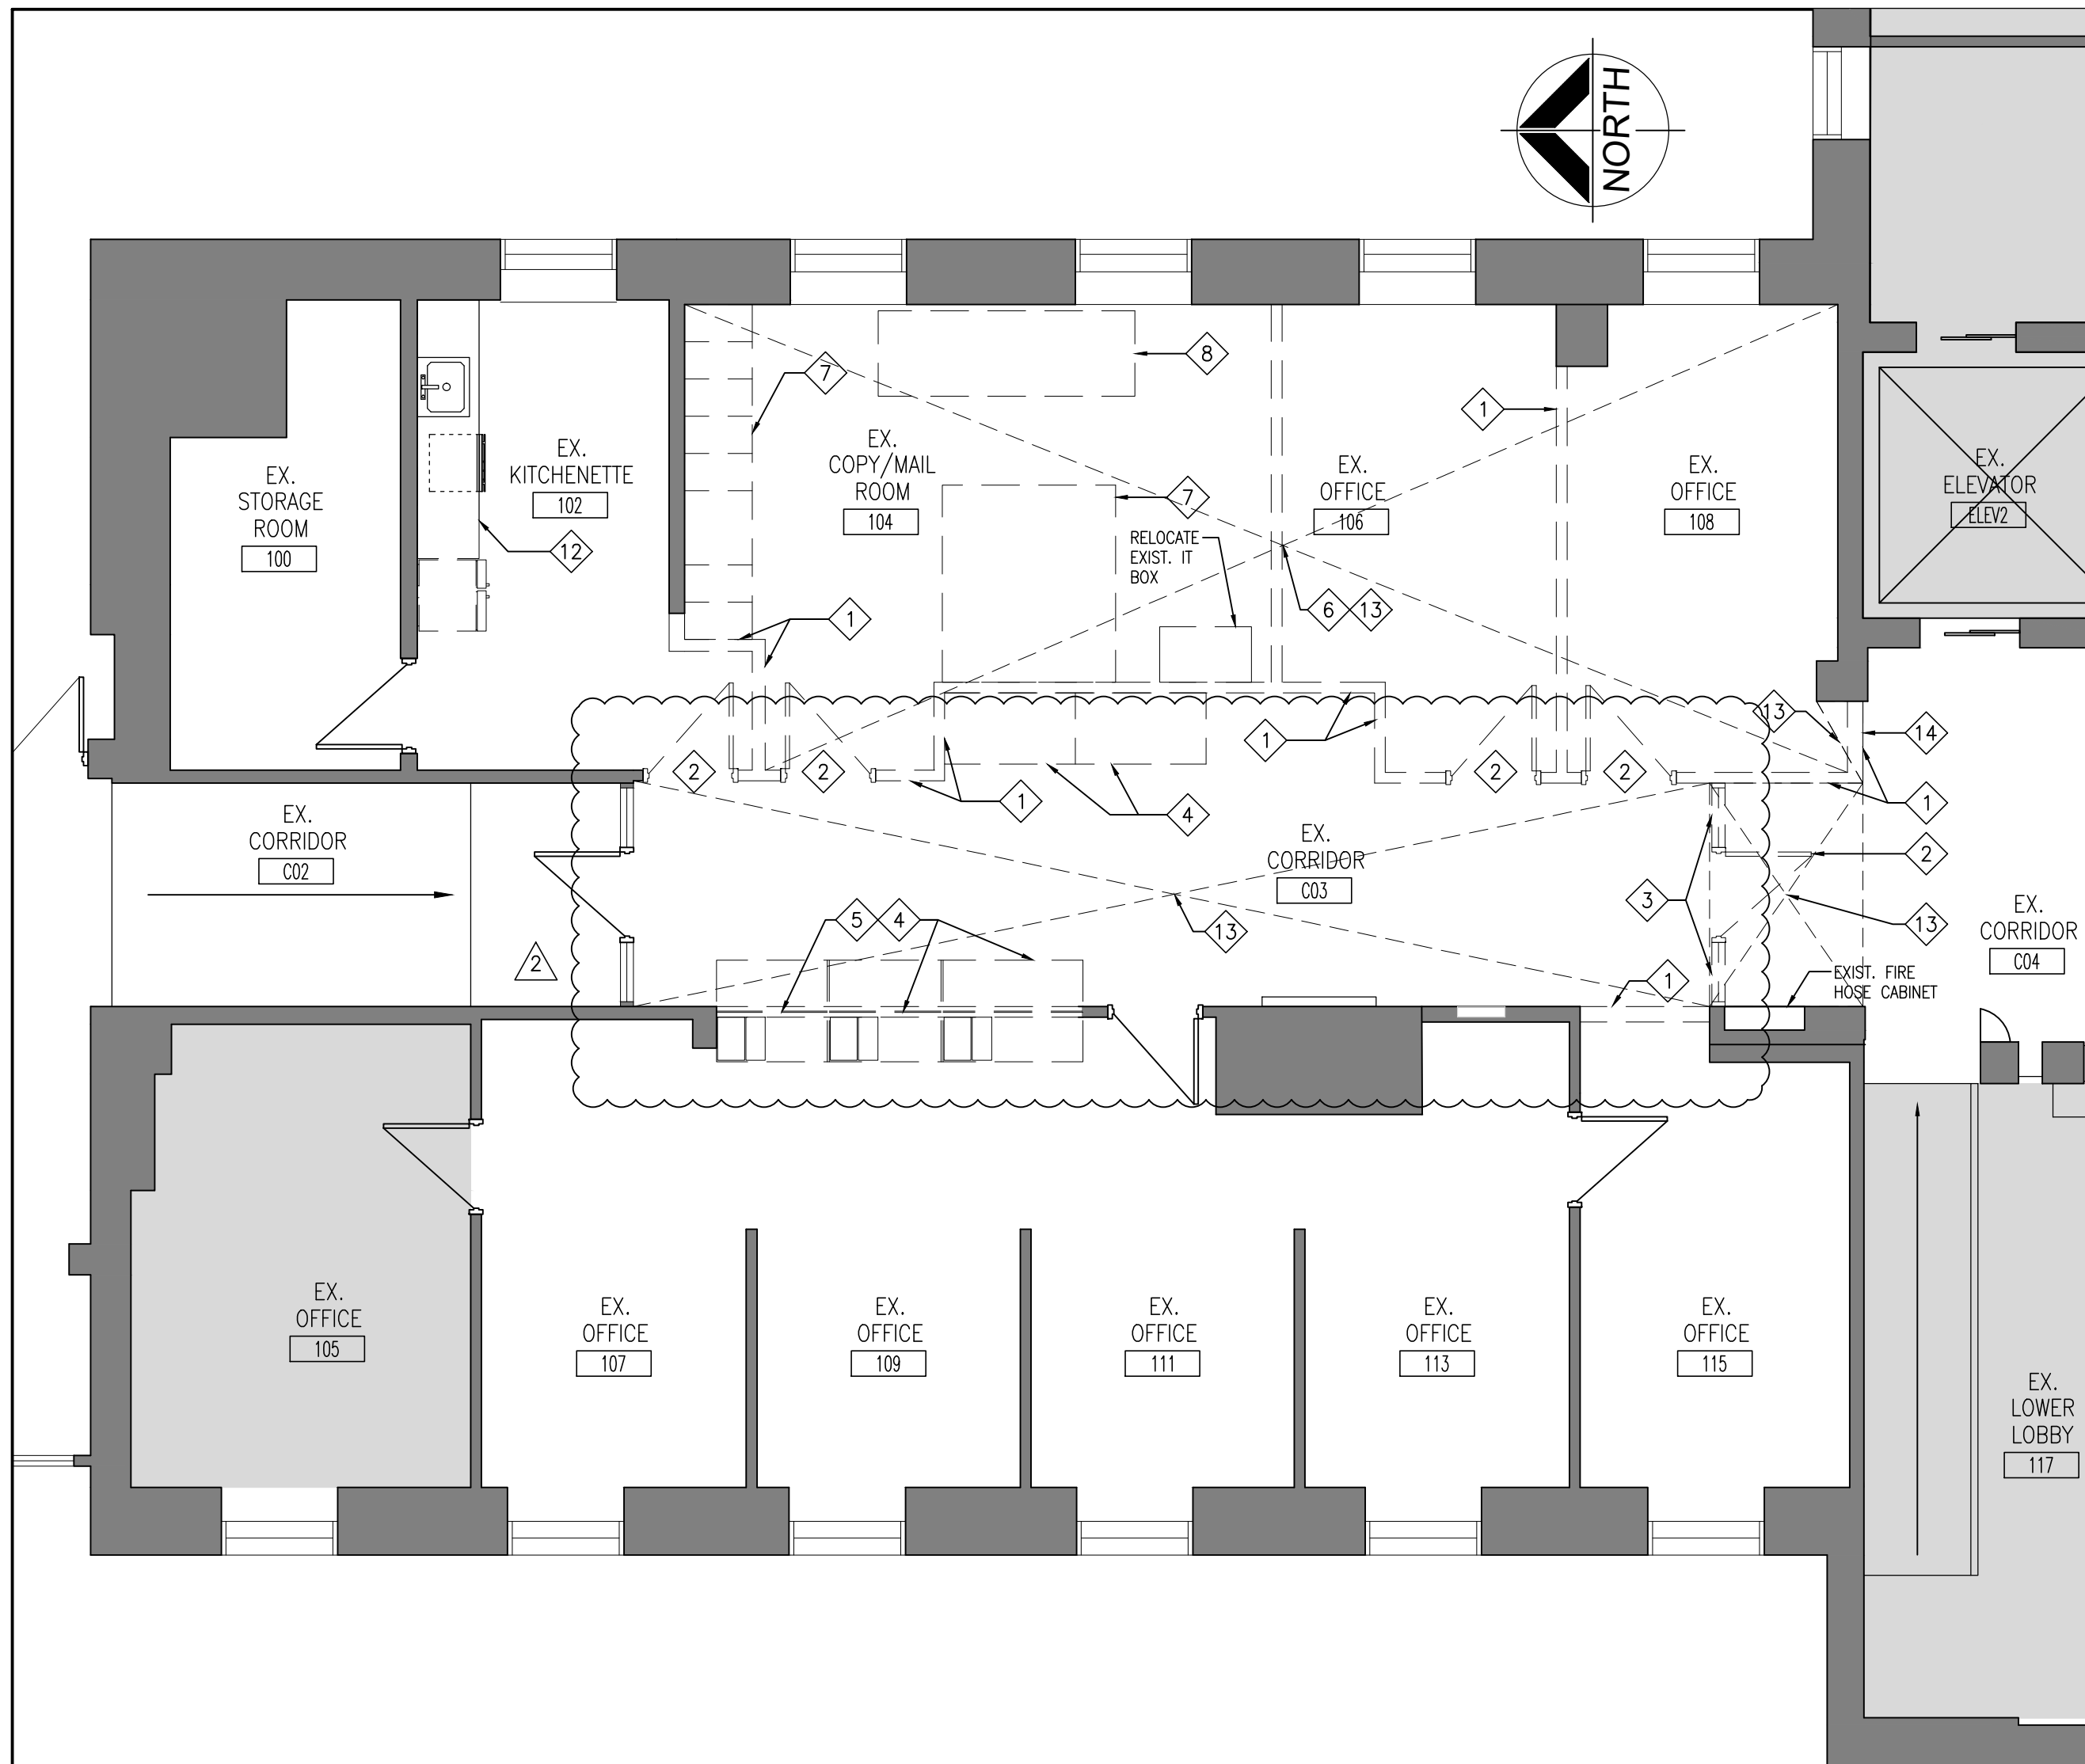 NORTH
8
7
1
EX.
STORAGE
ROOM
100
EX.
KITCHENETTE
102
EX.
COPY/MAIL
ROOM
104
EX.
OFFICE
106
EX.
OFFICE
108
EX.
ELEVATOR
ELEV2
7
12
RELOCATE
EXIST. IT
BOX
6
13
1
13
14
1
2
2
2
2
1
4
1
EX.
CORRIDOR
C02
EX.
CORRIDOR
C03
2
3
5
4
13
13
EX.
CORRIDOR
C04
2
1
EXIST. FIRE
HOSE CABINET
EX.
OFFICE
105
EX.
OFFICE
107
EX.
OFFICE
109
EX.
OFFICE
111
EX.
OFFICE
113
EX.
OFFICE
115
EX.
LOWER
LOBBY
117